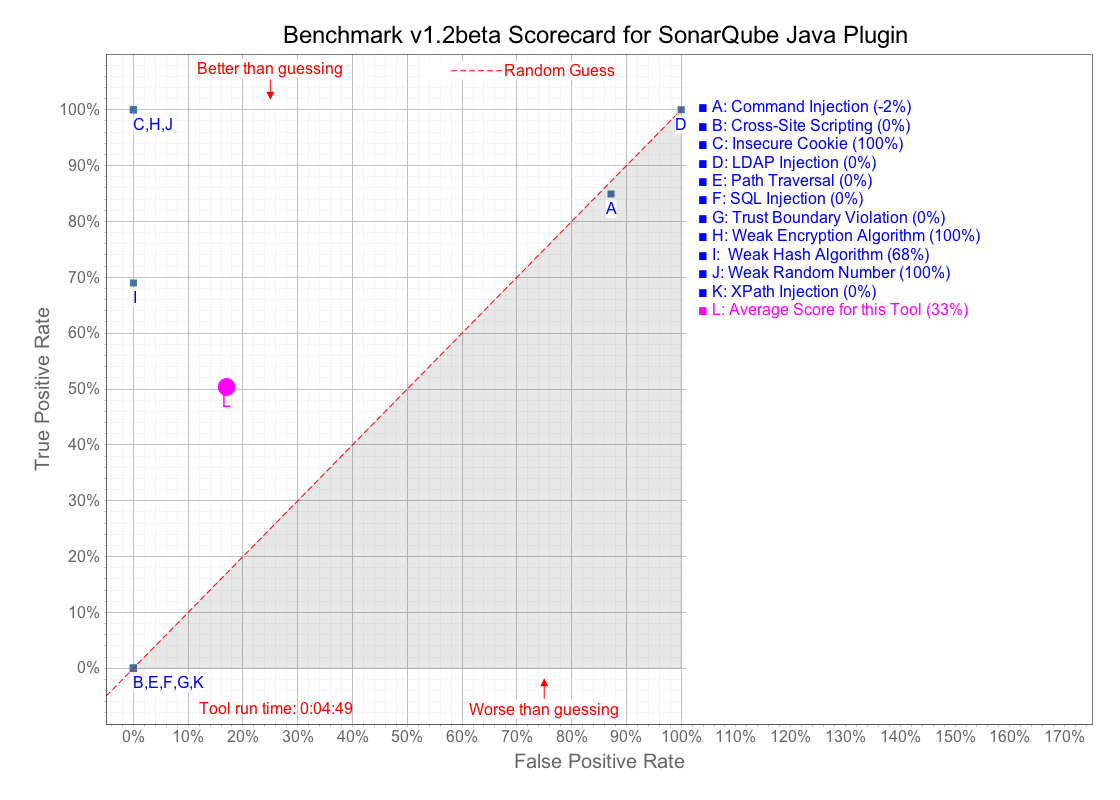 Benchmark v1.2beta Scorecard for SonarQube Java Plugin
Better than guessing
Random Guess
100%
90%
80%
70%
60%
50%
40%
30%
20%
10%
0%
True Positive Rate
C,H,J
D
A
I
L
B,E,F,G,K
A: Command Injection (-2%)
B: Cross-Site Scripting (0%)
C: Insecure Cookie (100%)
D: LDAP Injection (0%)
E: Path Traversal (0%)
F: SQL Injection (0%)
G: Trust Boundary Violation (0%)
H: Weak Encryption Algorithm (100%)
I: Weak Hash Algorithm (68%)
J: Weak Random Number (100%)
K: XPath Injection (0%)
L: Average Score for this Tool (33%)
Tool run time: 0:04:49
Worse than guessing
0% 10% 20% 30% 40% 50% 60% 70% 80% 90% 100% 110% 120% 130% 140% 150% 160% 170%
False Positive Rate